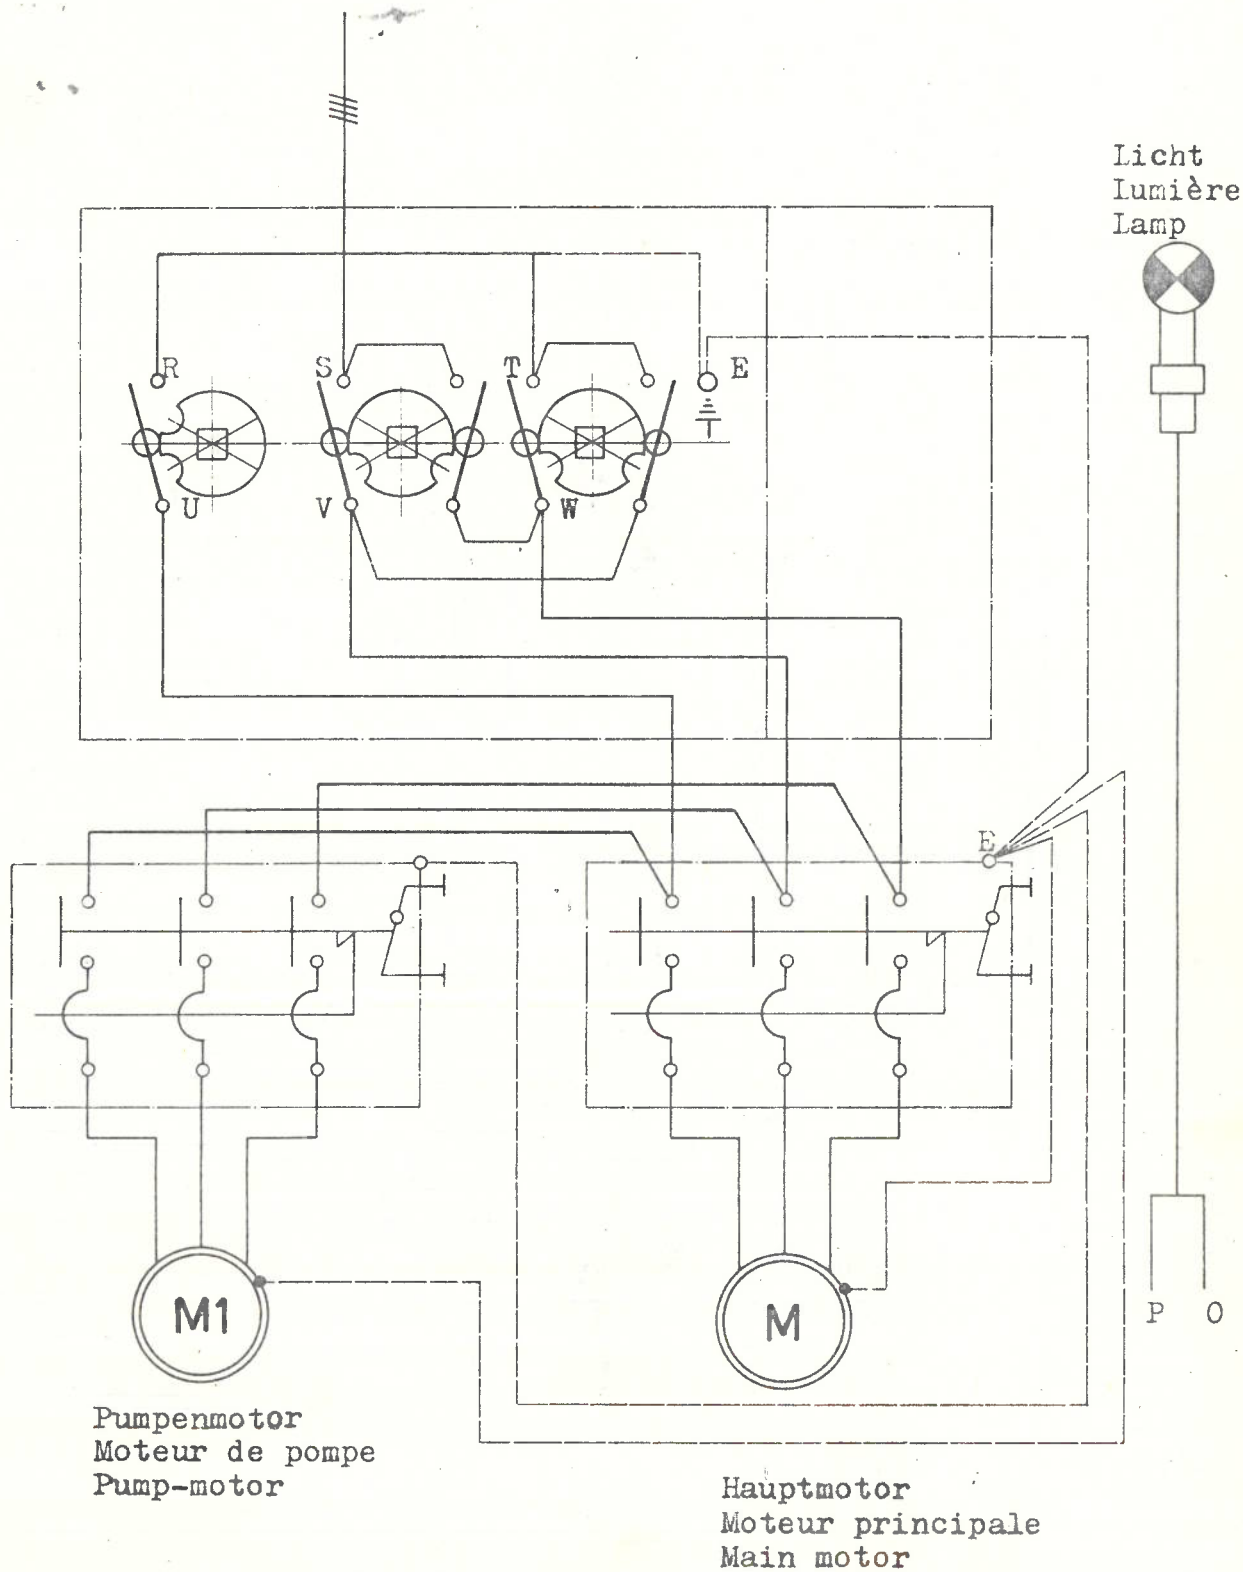 Licht
Lumière
Lamp
R
S
T
E
U
V
W
E
M1
M
P O
Pumpenmotor
Moteur de pompe
Pump-motor
Hauptmotor
Moteur principale
Main motor